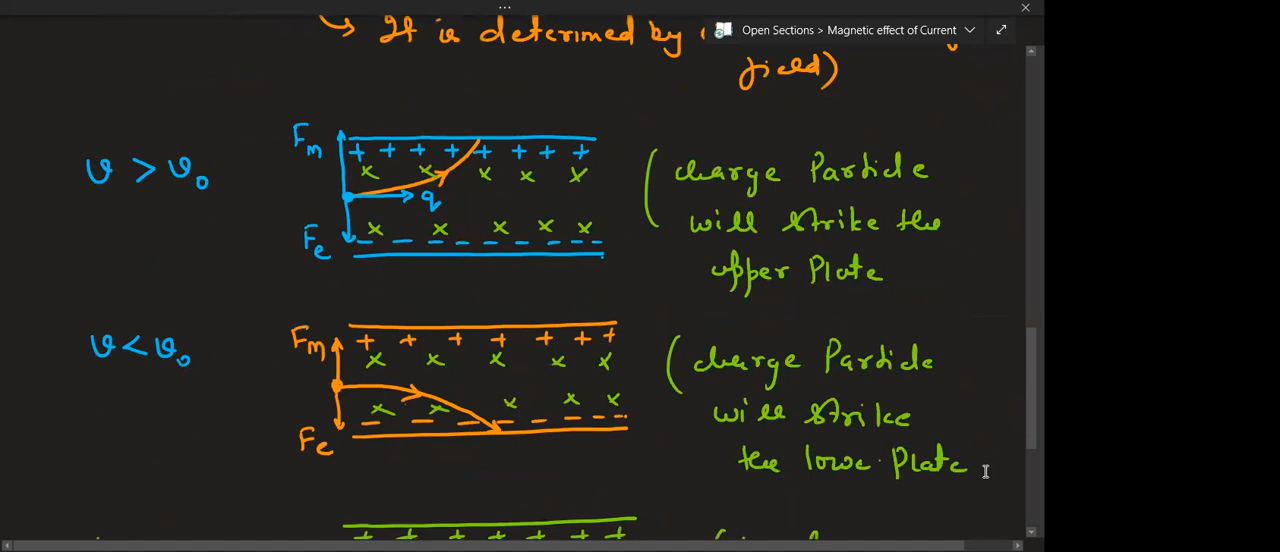 ...
↳ It is determined by
Open Sections > Magnetic effect of Current
field)
v > v₀
Fₘ
+ + + + + + + +
x x x x x
q
x x x x x
Fₑ
(charge Particle
will strike the
upper Plate
v < v₀
Fₘ
+ + + + + + +
x x x x x
x x x x x
Fₑ
(charge Particle
will strike
the lowe. Plate